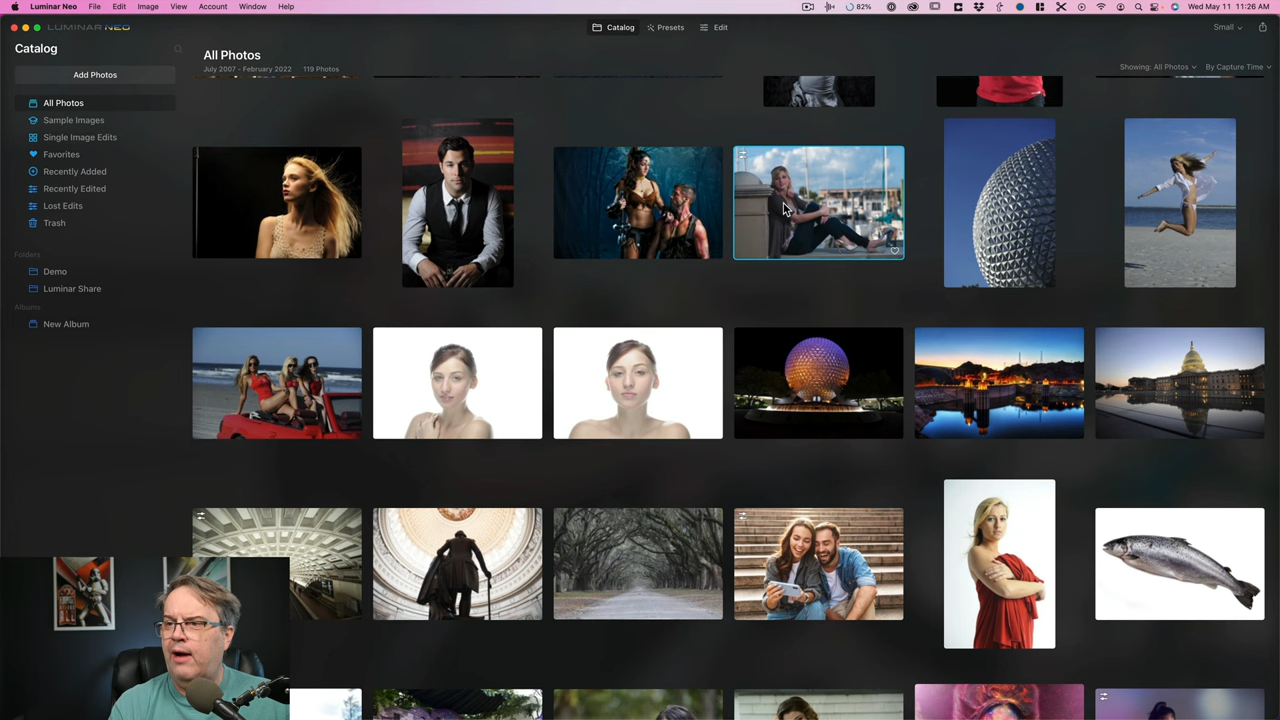 Luminar Neo File Edit Image View Account Window Help 82% Wed May 11 11:26 AM
LUMINAR NEO Catalog Presets Edit Small
Catalog
All Photos
July 2007 - February 2022 119 Photos
Showing: All Photos By Capture Time
Add Photos
All Photos
Sample Images
Single Image Edits
Favorites
Recently Added
Recently Edited
Lost Edits
Trash
Folders
Demo
Luminar Share
Albums
New Album